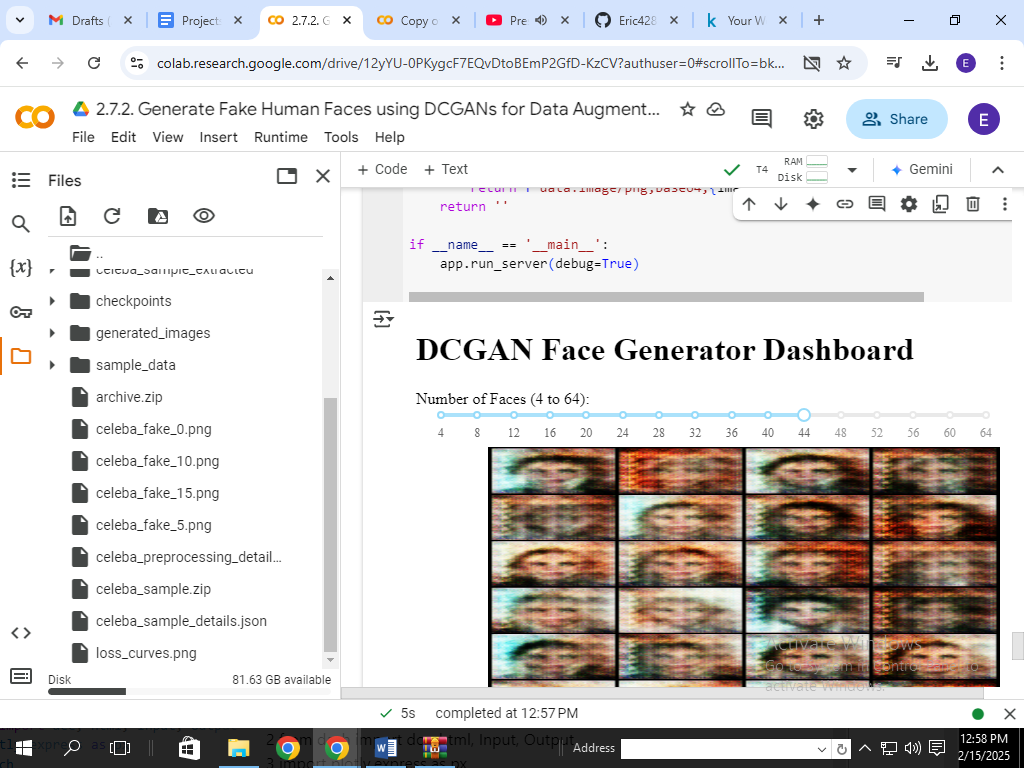 Drafts (
Project:
2.7.2. G
Copy o
Pre
Eric428
Your W
colab.research.google.com/drive/12yYU-0PKygcF7EQvDtoBEmP2GfD-KzCV?authuser=0#scrollTo=bk...
E
2.7.2. Generate Fake Human Faces using DCGANs for Data Augment...
File Edit View Insert Runtime Tools Help
Share
E
Files
+ Code + Text
T4
RAM
Disk
Gemini
..
celeba_sample_extracted
checkpoints
generated_images
sample_data
archive.zip
celeba_fake_0.png
celeba_fake_10.png
celeba_fake_15.png
celeba_fake_5.png
celeba_preprocessing_detail...
celeba_sample.zip
celeba_sample_details.json
loss_curves.png
Disk
81.63 GB available
return ''
if __name__ == '__main__':
app.run_server(debug=True)
DCGAN Face Generator Dashboard
Number of Faces (4 to 64):
4 8 12 16 20 24 28 32 36 40 44 48 52 56 60 64
Activate Windows
Go to System in Control Panel to
activate Windows.
5s completed at 12:57 PM
Address
12:58 PM
2/15/2025